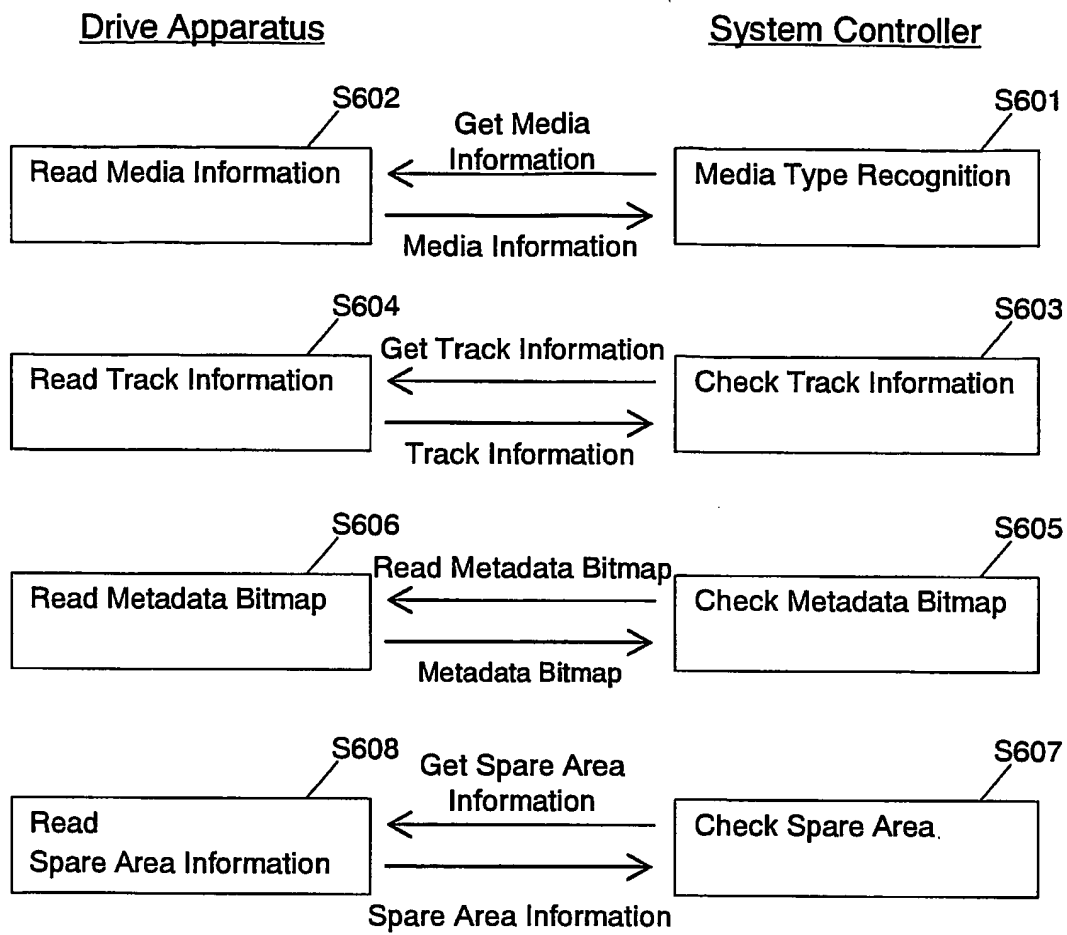 Drive Apparatus
System Controller
S602
S601
Get Media
Information
Read Media Information
Media Type Recognition
Media Information
S604
S603
Get Track Information
Read Track Information
Check Track Information
Track Information
S606
S605
Read Metadata Bitmap
Read Metadata Bitmap
Check Metadata Bitmap
Metadata Bitmap
S608
S607
Get Spare Area
Information
Read
Spare Area Information
Check Spare Area
Spare Area Information